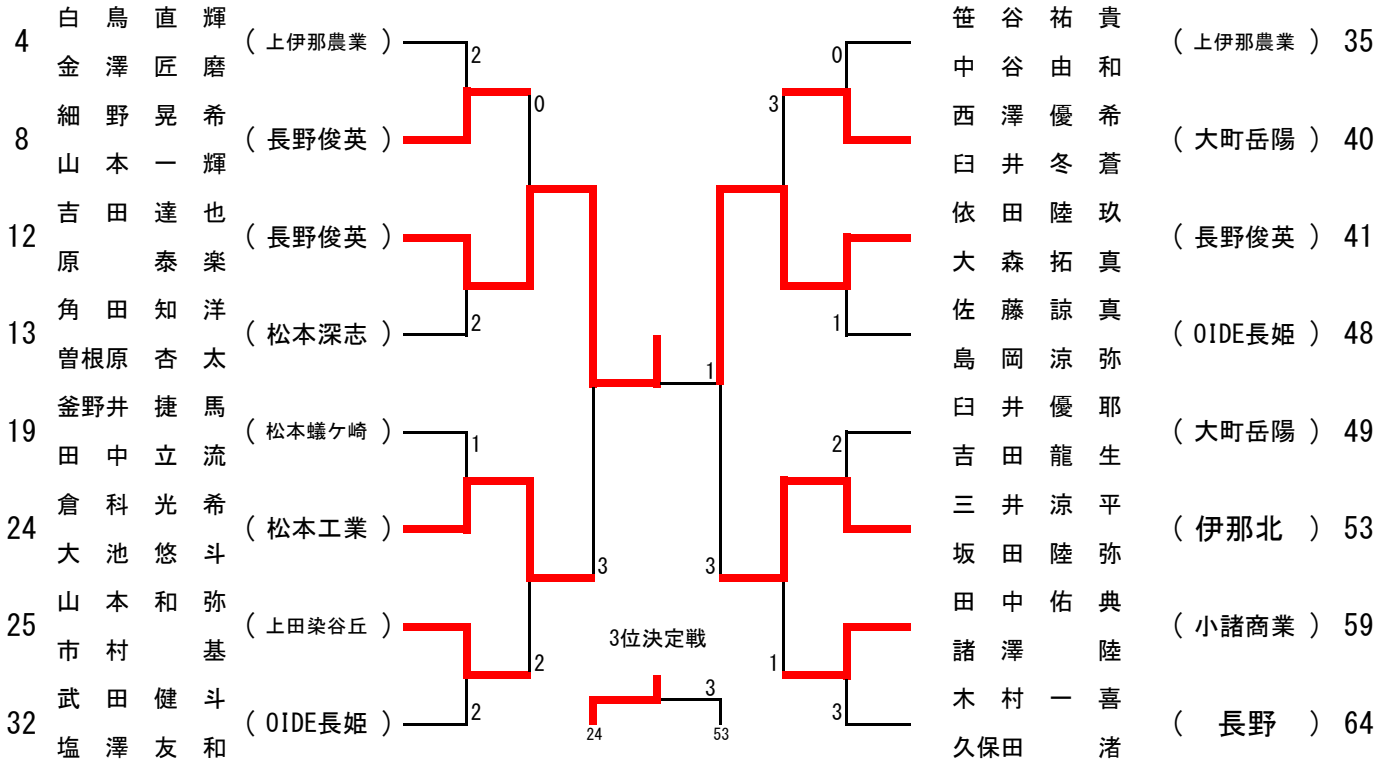 白鳥直輝
4 (上伊那農業)
金澤匠磨
2
細野晃希
0
8 (長野俊英)
山本一輝
吉田達也
12 (長野俊英)
原泰楽
角田知洋
13 (松本深志)
2
曽根原杏太
釜野井捷馬
19 (松本蟻ケ崎)
1
田中立流
倉科光希
24 (松本工業)
大池悠斗
3
山本和弥
25 (上田染谷丘)
市村基
2
武田健斗
32 (OIDE長姫)
2
塩澤友和
1
3
3位決定戦
3
24 53
笹谷祐貴
(上伊那農業) 35
0
中谷由和
3
西澤優希
(大町岳陽) 40
臼井冬蒼
依田陸玖
(長野俊英) 41
大森拓真
佐藤諒真
1
(OIDE長姫) 48
島岡涼弥
臼井優耶
(大町岳陽) 49
2
吉田龍生
三井涼平
(伊那北) 53
坂田陸弥
田中佑典
(小諸商業) 59
諸澤陸
1
木村一喜
3
(長野) 64
久保田渚